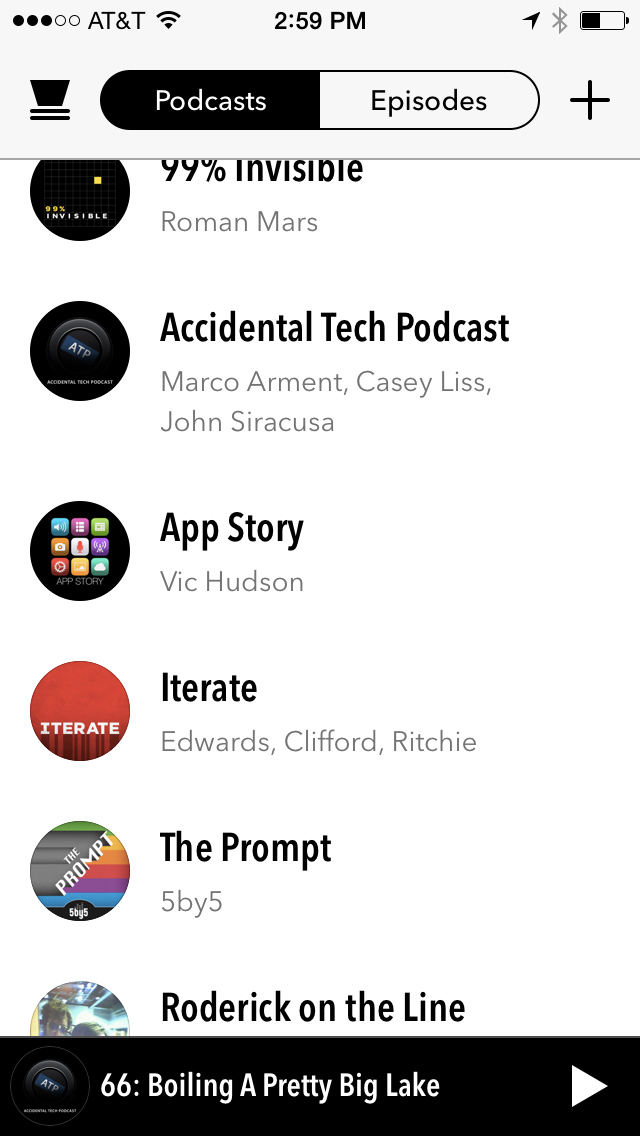 AT&T 2:59 PM
Podcasts Episodes
99% Invisible
99%
INVISIBLE
Roman Mars
Accidental Tech Podcast
ATP
ACCIDENTAL TECH PODCAST
Marco Arment, Casey Liss,
John Siracusa
App Story
APP STORY
Vic Hudson
Iterate
ITERATE
Edwards, Clifford, Ritchie
The Prompt
THE
PROMPT
5by5
5by5
Roderick on the Line
ATP
ACCIDENTAL TECH PODCAST
66: Boiling A Pretty Big Lake